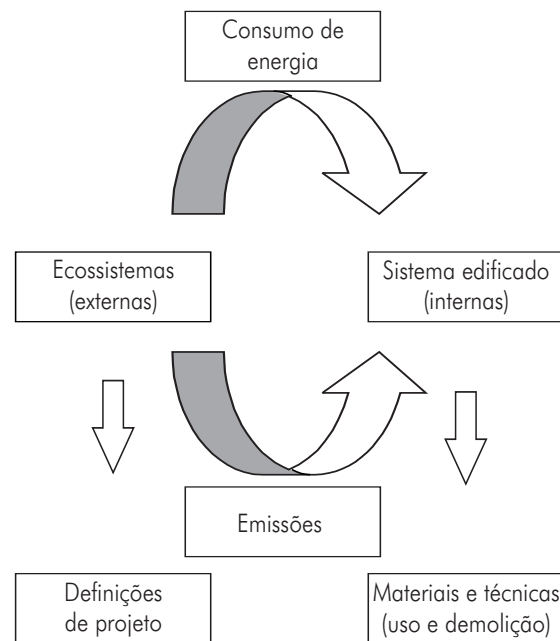 Consumo de
energia
Ecossistemas
(externas)
Sistema edificado
(internas)
Emissões
Definições
de projeto
Materiais e técnicas
(uso e demolição)